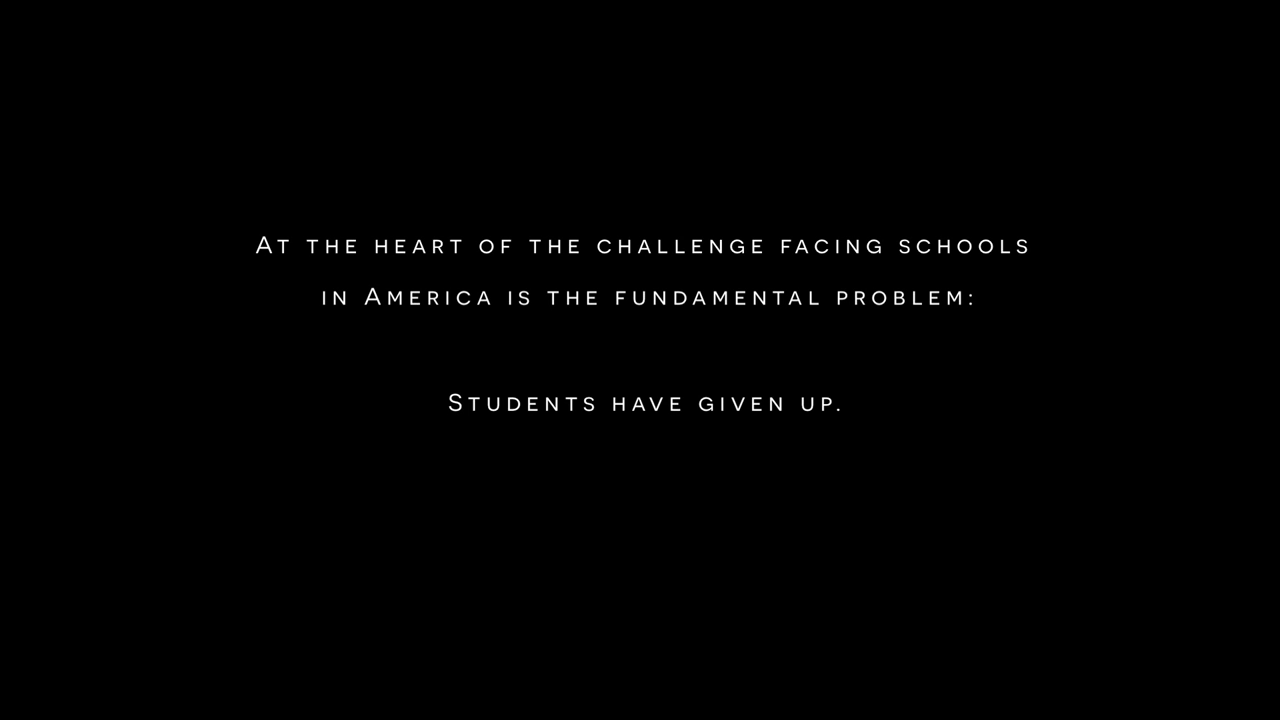 At the heart of the challenge facing schools
in America is the fundamental problem:
Students have given up.